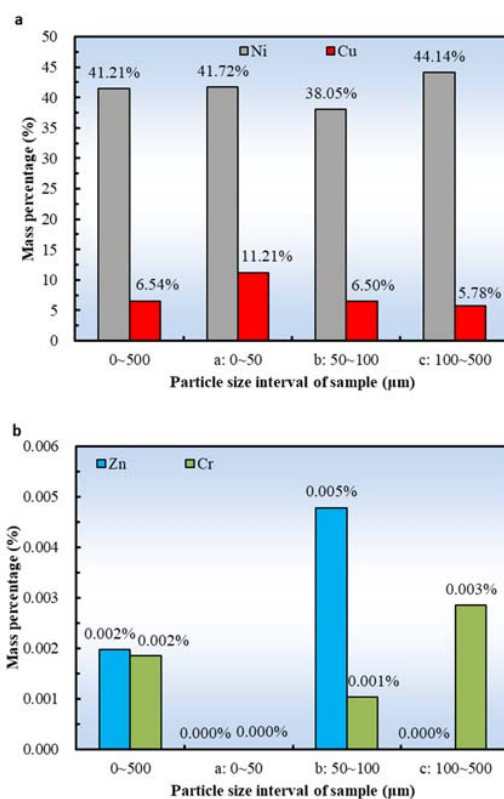 a
50
Ni Cu
41.21% 41.72% 38.05% 44.14%
45
40
35
30
25
20
15
10
5
0
6.54% 11.21% 6.50% 5.78%
Mass percentage (%)
0~500 a: 0~50 b: 50~100 c: 100~500
Particle size interval of sample (μm)
b
0.006
Zn Cr
0.005
0.004
0.003
0.002
0.001
0.000
0.002% 0.002% 0.000% 0.000% 0.005% 0.001% 0.000% 0.003%
Mass percentage (%)
0~500 a: 0~50 b: 50~100 c: 100~500
Particle size interval of sample (μm)